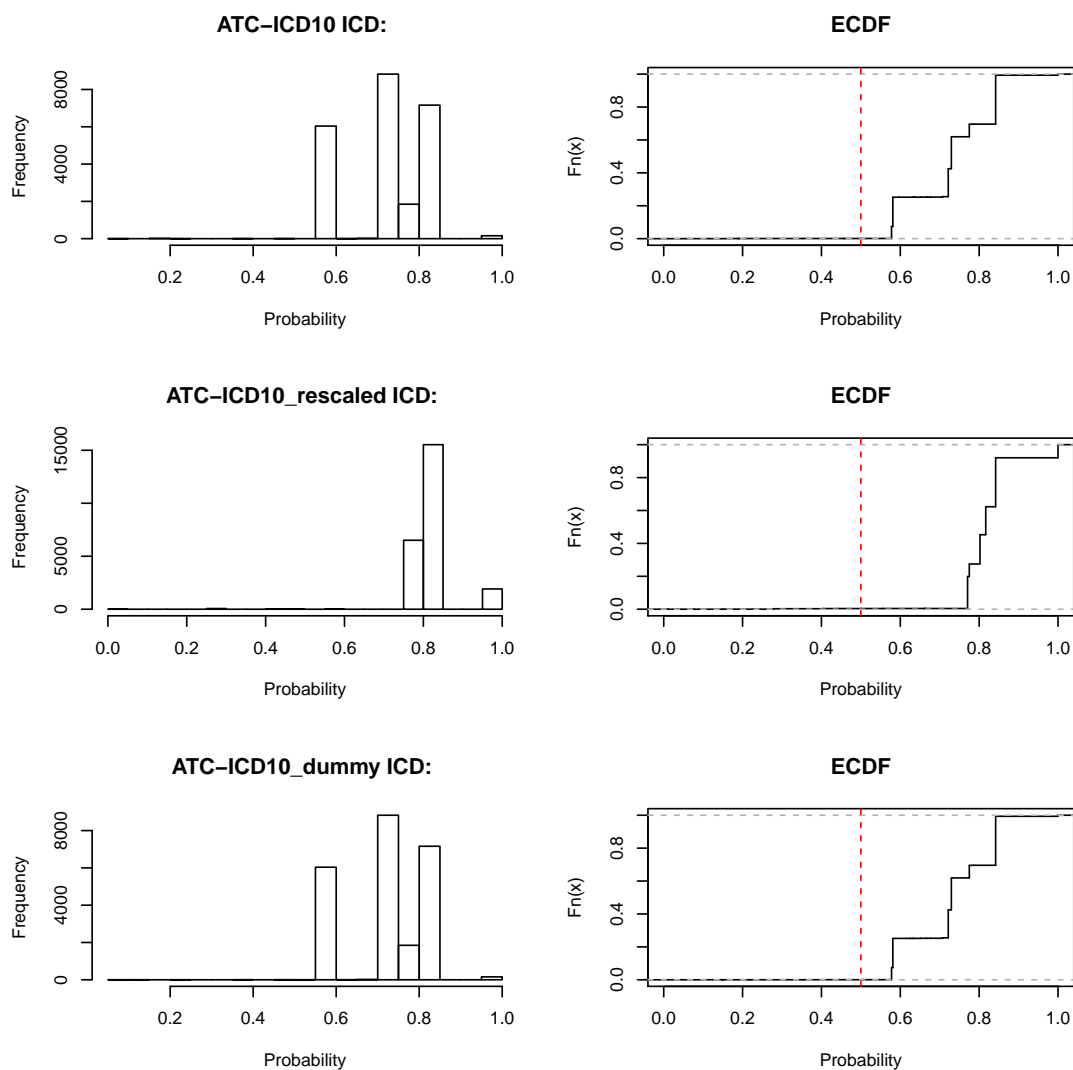 ATC−ICD10 ICD:
Frequency
0 4000 8000
0.2 0.4 0.6 0.8 1.0
Probability
ECDF
Fn(x)
0.0 0.4 0.8
0.0 0.2 0.4 0.6 0.8 1.0
Probability
ATC−ICD10_rescaled ICD:
Frequency
0 5000 15000
0.0 0.2 0.4 0.6 0.8 1.0
Probability
ECDF
Fn(x)
0.0 0.4 0.8
0.0 0.2 0.4 0.6 0.8 1.0
Probability
ATC−ICD10_dummy ICD:
Frequency
0 4000 8000
0.2 0.4 0.6 0.8 1.0
Probability
ECDF
Fn(x)
0.0 0.4 0.8
0.0 0.2 0.4 0.6 0.8 1.0
Probability